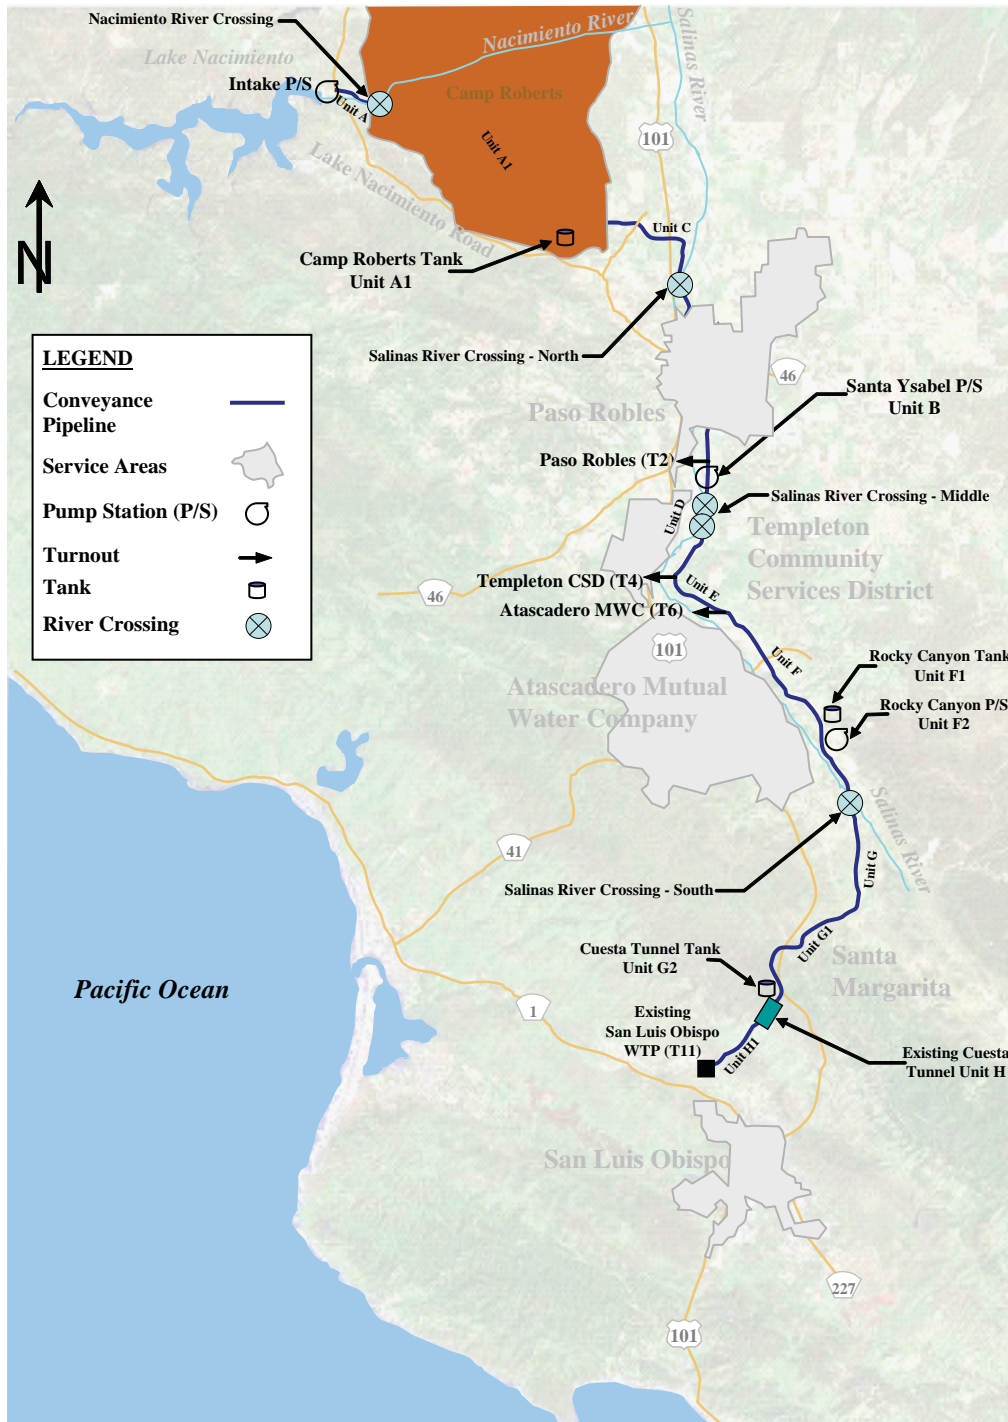 Nacimiento River Crossing
Lake Nacimiento
Nacimiento River
Salinas River
Intake P/S
Unit A
Camp Roberts
Unit A1
101
Lake Nacimiento Road
N
Unit C
Camp Roberts Tank
Unit A1
Salinas River Crossing - North
LEGEND
Conveyance
Pipeline
Service Areas
Pump Station (P/S)
Turnout
Tank
River Crossing
46
Santa Ysabel P/S
Unit B
Paso Robles
Paso Robles (T2)
Salinas River Crossing - Middle
Unit D
Templeton
Community
Services District
Templeton CSD (T4)
Unit E
46
Atascadero MWC (T6)
101
Unit F
Rocky Canyon Tank
Unit F1
Atascadero Mutual
Water Company
Rocky Canyon P/S
Unit F2
Salinas River
41
Unit G
Salinas River Crossing - South
Unit G1
Cuesta Tunnel Tank
Unit G2
Santa
Margarita
Pacific Ocean
1
Existing
San Luis Obispo
WTP (T11)
Unit H1
Existing Cuesta
Tunnel Unit H
San Luis Obispo
227
101